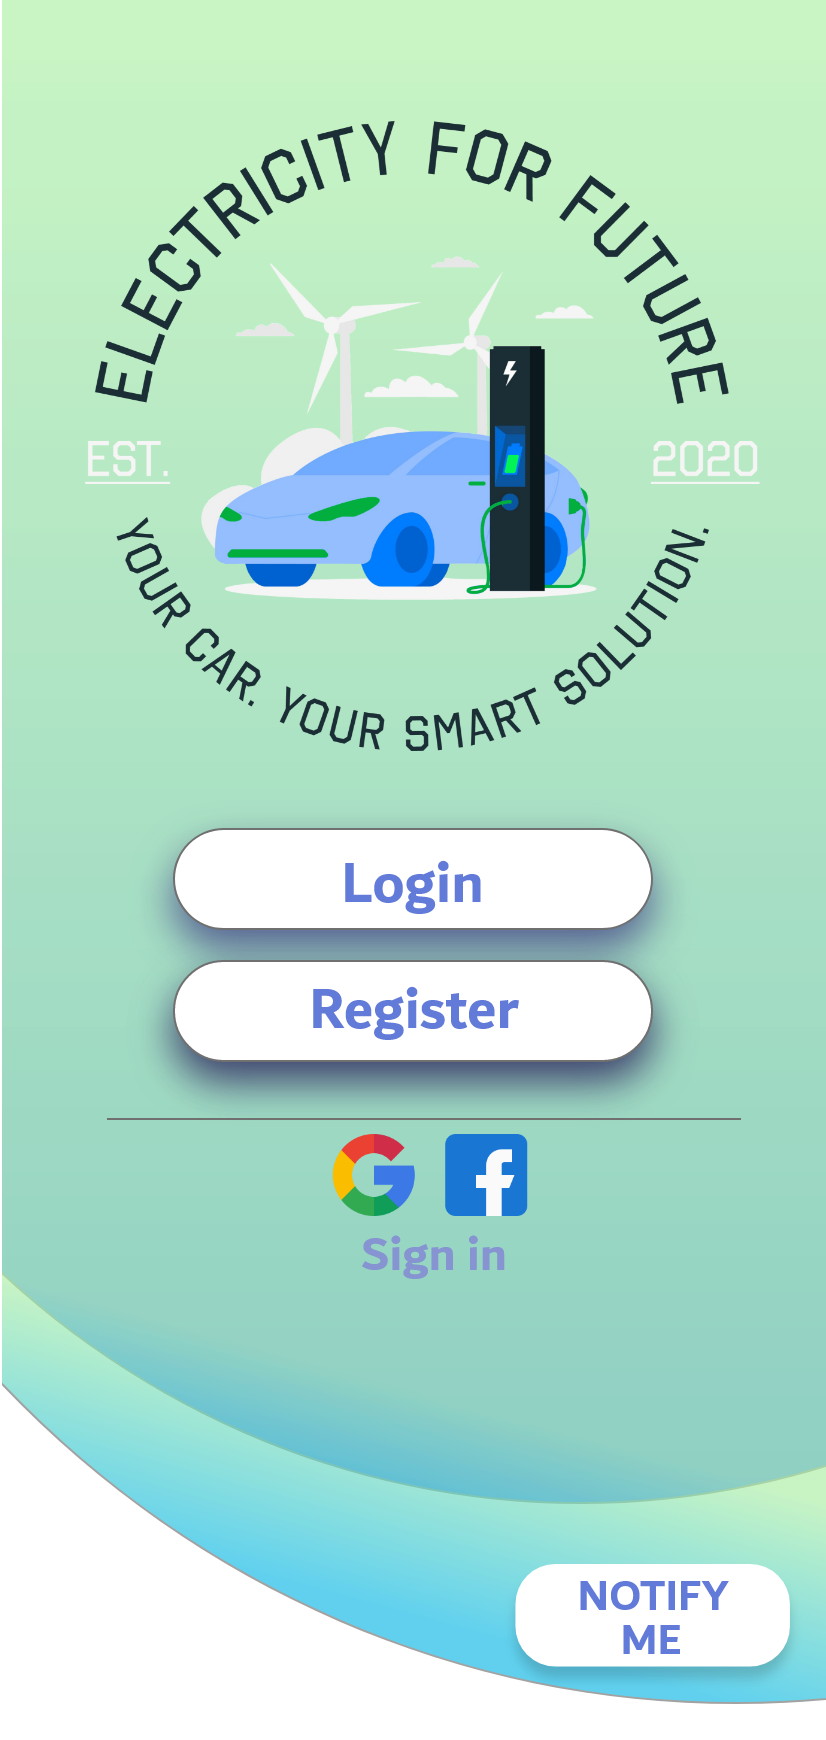 ELECTRICITY FOR FUTURE
EST. 2020
YOUR CAR. YOUR SMART SOLUTION.
Login
Register
Sign in
NOTIFY
ME